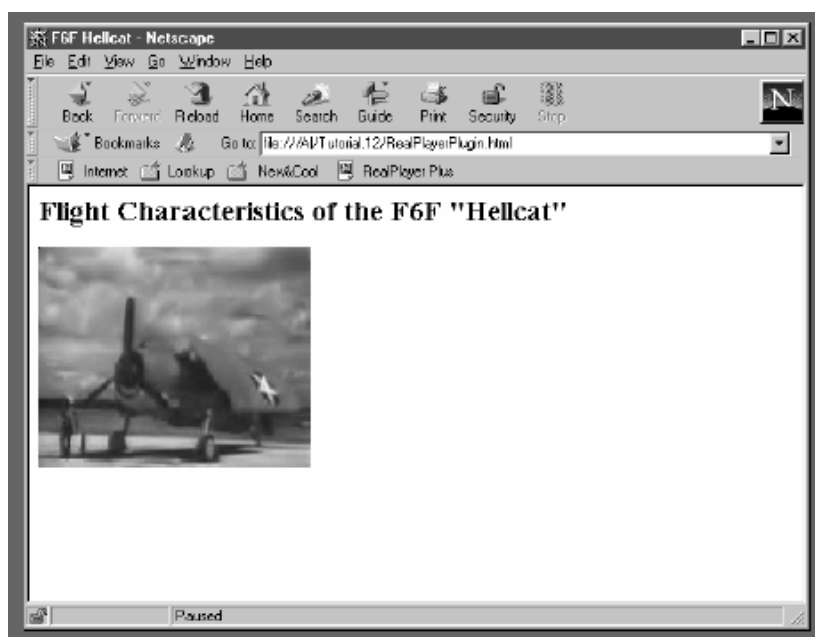 F6F Hellcat - Netscape
File Edit View Go Window Help
Back Forward Reload Home Search Guide Print Security Stop
N
Bookmarks Go to: file:///A|/Tutorial.12/RealPlayerPlugin.html
Internet Lookup New&Cool RealPlayer Plus
Flight Characteristics of the F6F "Hellcat"
Paused